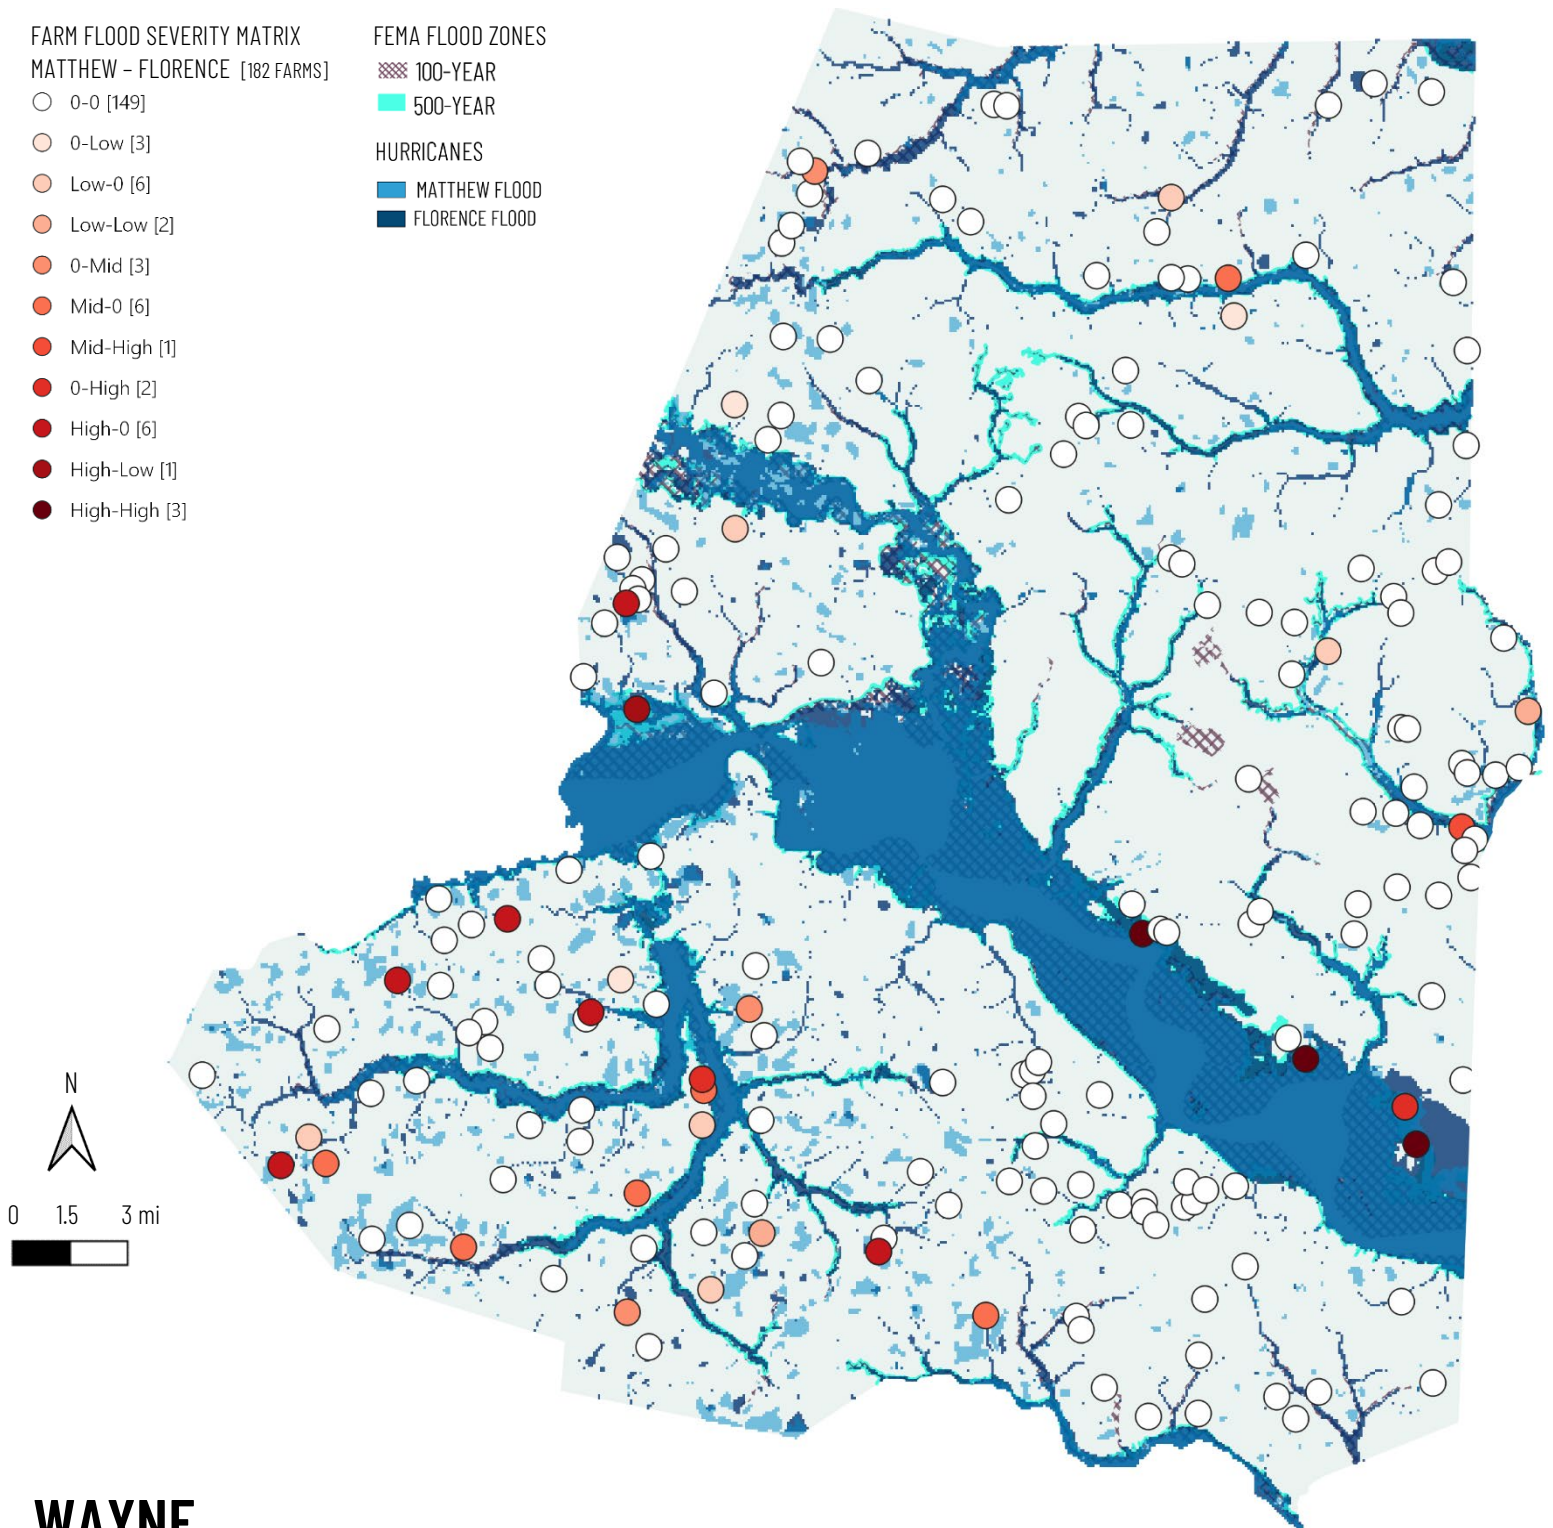 FARM FLOOD SEVERITY MATRIX
MATTHEW – FLORENCE [182 FARMS]
0-0 [149]
0-Low [3]
Low-0 [6]
Low-Low [2]
0-Mid [3]
Mid-0 [6]
Mid-High [1]
0-High [2]
High-0 [6]
High-Low [1]
High-High [3]
FEMA FLOOD ZONES
100-YEAR
500-YEAR
HURRICANES
MATTHEW FLOOD
FLORENCE FLOOD
N
0 1.5 3 mi
WAYNE